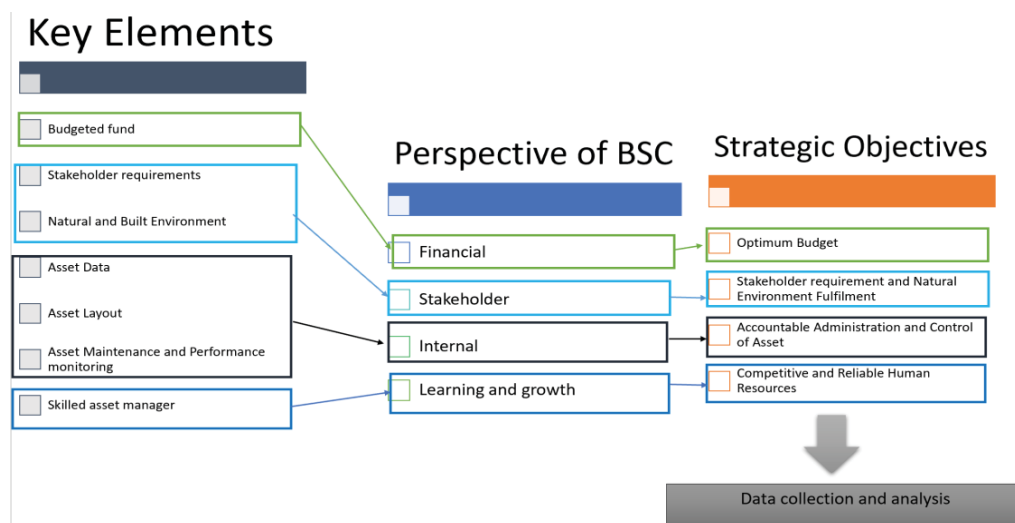 Key Elements
Budgeted fund
Stakeholder requirements
Natural and Built Environment
Asset Data
Asset Layout
Asset Maintenance and Performance
monitoring
Skilled asset manager
Perspective of BSC
Financial
Stakeholder
Internal
Learning and growth
Strategic Objectives
Optimum Budget
Stakeholder requirement and Natural
Environment Fulfilment
Accountable Administration and Control
of Asset
Competitive and Reliable Human
Resources
Data collection and analysis